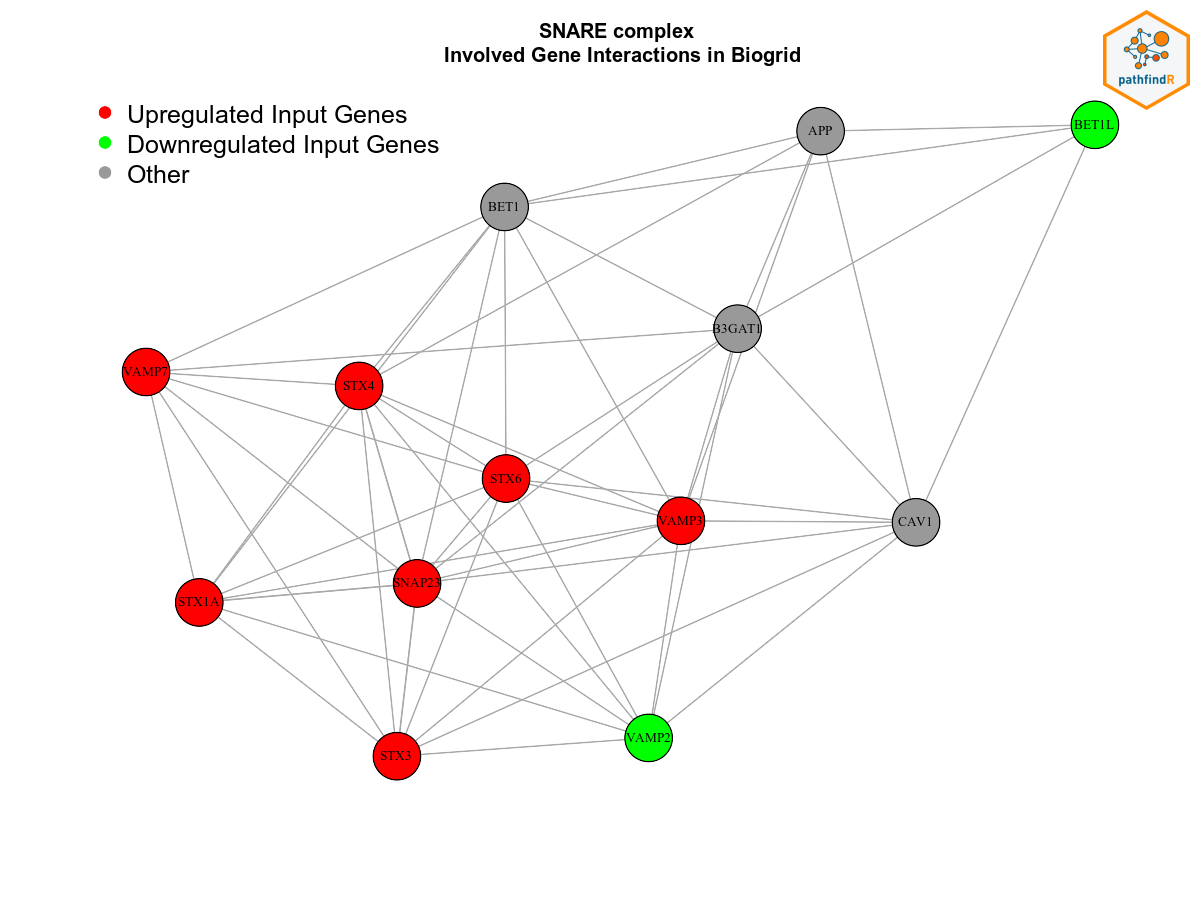 SNARE complex
Involved Gene Interactions in Biogrid
pathfindR
Upregulated Input Genes
Downregulated Input Genes
Other
APP
BET1L
BET1
B3GAT1
VAMP7
STX4
STX6
VAMP3
CAV1
SNAP23
STX1A
VAMP2
STX3